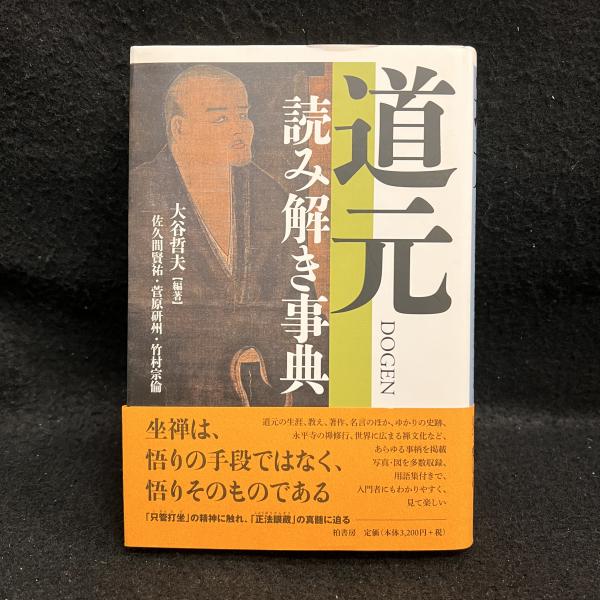 道元
DOGEN
読み解き事典
大谷哲夫【編著】
佐久間賢祐・菅原研州・竹村宗倫
坐禅は、
悟りの手段ではなく、
悟りそのものである
「只管打坐」の精神に触れ、「正法眼蔵」の真髄に迫る
道元の生涯、教え、著作、名言のほか、ゆかりの史跡、
永平寺の禅修行、世界に広まる禅文化など、
あらゆる事柄を掲載
写真・図を多数収録、
用語集付きで、
入門者にもわかりやすく、
見て楽しい
柏書房 定価(本体3,200円+税)